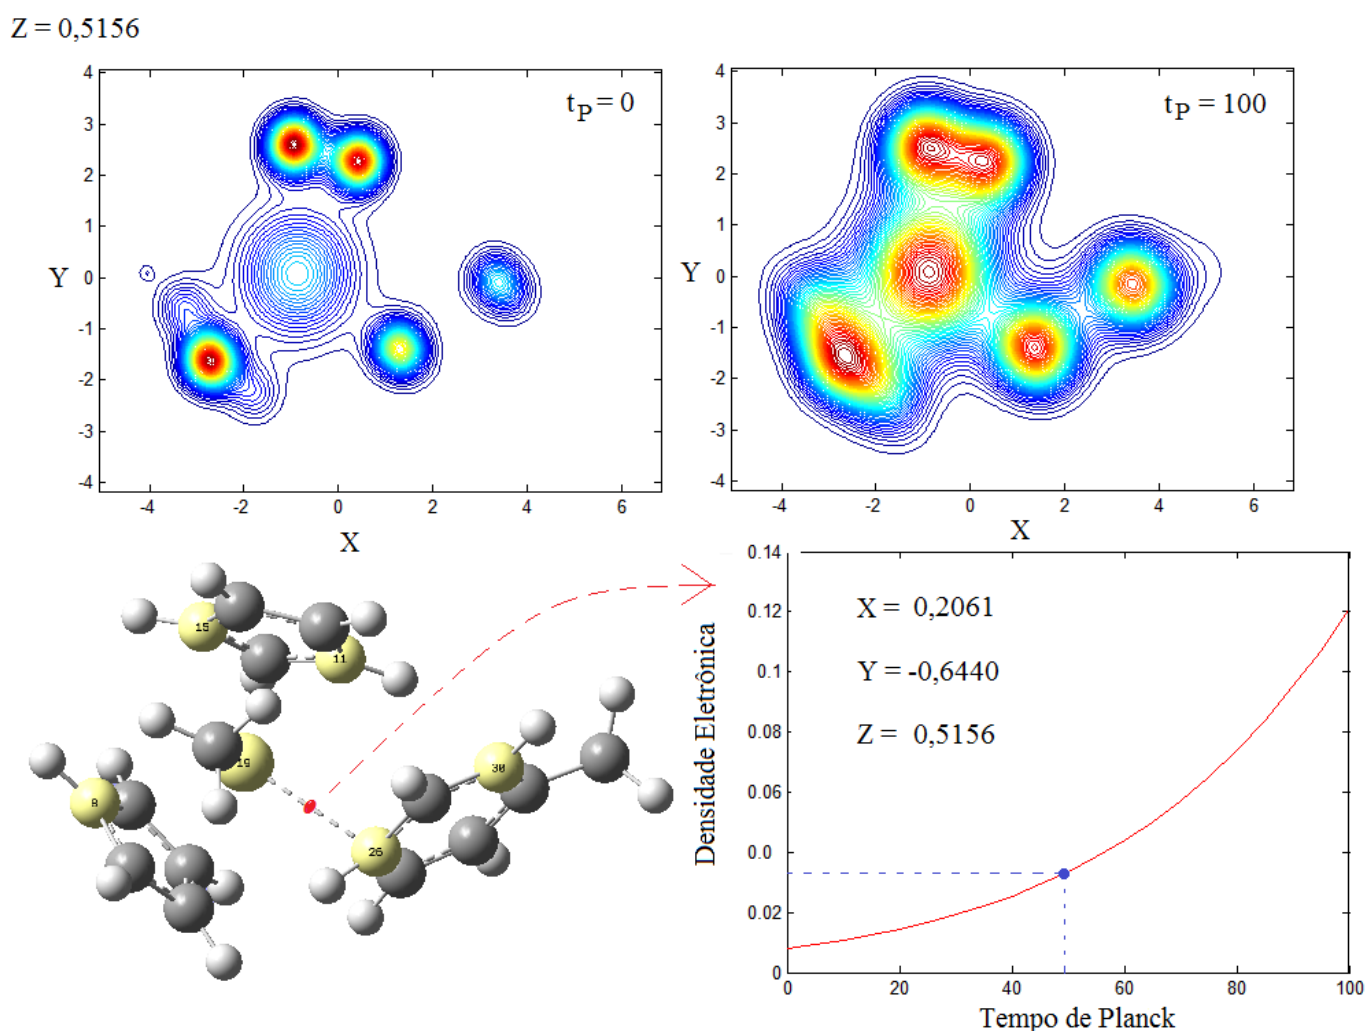 Z = 0,5156
t_P = 0
4
3
2
1
0
-1
-2
-3
-4
Y
-4 -2 0 2 4 6
X
t_P = 100
4
3
2
1
0
-1
-2
-3
-4
Y
-4 -2 0 2 4 6
X
15
11
19
8
30
26
0.14
0.12
0.1
0.08
0.06
0.0
0.02
0
Densidade Eletrônica
X = 0,2061
Y = -0,6440
Z = 0,5156
0 20 40 60 80 100
Tempo de Planck